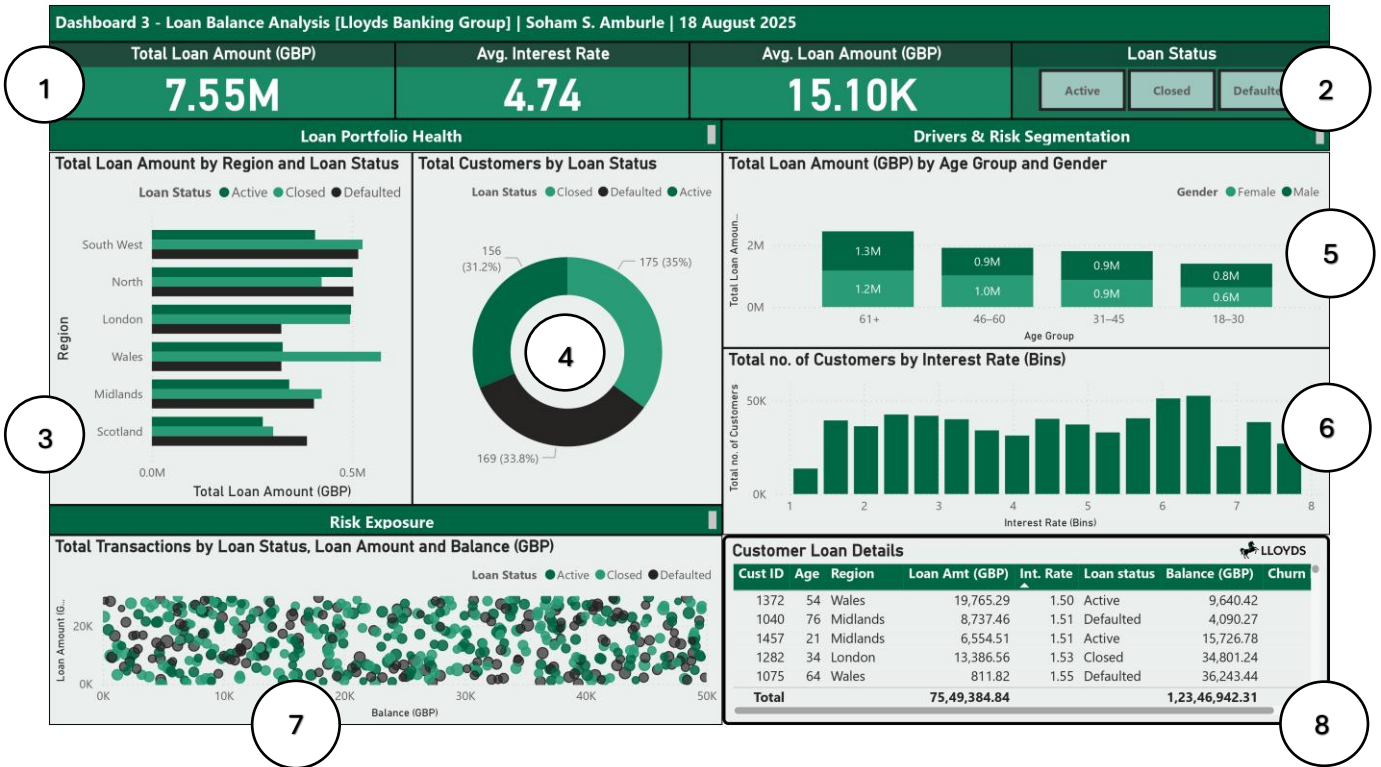 Dashboard 3 - Loan Balance Analysis [Lloyds Banking Group] | Soham S. Amburle | 18 August 2025
Total Loan Amount (GBP)
7.55M
Avg. Interest Rate
4.74
Avg. Loan Amount (GBP)
15.10K
Loan Status
Active Closed Defaulte
1
2
Loan Portfolio Health
Drivers & Risk Segmentation
Total Loan Amount by Region and Loan Status
Loan Status Active Closed Defaulted
Region
South West
North
London
Wales
Midlands
Scotland
0.0M 0.5M
Total Loan Amount (GBP)
3
Total Customers by Loan Status
Loan Status Closed Defaulted Active
156
(31.2%)
175 (35%)
169 (33.8%)
4
Total Loan Amount (GBP) by Age Group and Gender
Gender Female Male
Total Loan Amoun...
2M
0M
1.3M 0.9M 0.9M 0.8M
1.2M 1.0M 0.9M 0.6M
61+ 46–60 31–45 18–30
Age Group
5
Total no. of Customers by Interest Rate (Bins)
Total no. of Customers
50K
0K
1 2 3 4 5 6 7 8
Interest Rate (Bins)
6
Risk Exposure
Total Transactions by Loan Status, Loan Amount and Balance (GBP)
Loan Status Active Closed Defaulted
Loan Amount (G...
20K
0K
0K 10K 20K 30K 40K 50K
Balance (GBP)
7
Customer Loan Details
LLOYDS
Cust ID Age Region Loan Amt (GBP) Int. Rate Loan status Balance (GBP) Churn
1372 54 Wales 19,765.29 1.50 Active 9,640.42
1040 76 Midlands 8,737.46 1.51 Defaulted 4,090.27
1457 21 Midlands 6,554.51 1.51 Active 15,726.78
1282 34 London 13,386.56 1.53 Closed 34,801.24
1075 64 Wales 811.82 1.55 Defaulted 36,243.44
Total 75,49,384.84 1,23,46,942.31
8